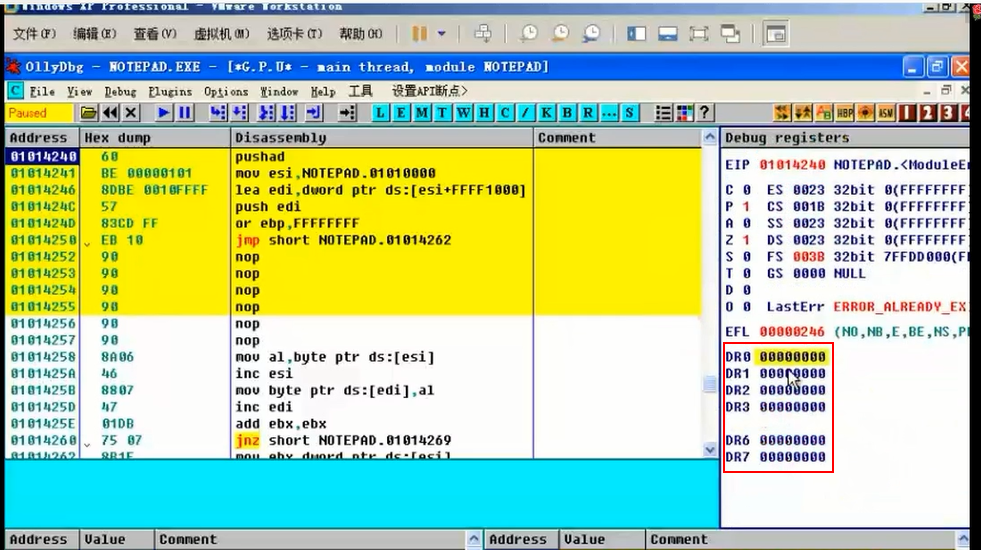 Windows XP Professional - VMware Workstation
文件(F) 编辑(E) 查看(V) 虚拟机(M) 选项卡(T) 帮助(H)
OllyDbg - NOTEPAD.EXE - [*G.P.U* - main thread, module NOTEPAD]
C File View Debug Plugins Options Window Help 工具 设置API断点>
Paused L E M T W H C / K B R ... S ? HBP ASM 1 2 3 4
Address Hex dump Disassembly Comment Debug registers
01014240 60 pushad
01014241 BE 00000101 mov esi,NOTEPAD.01010000 EIP 01014240 NOTEPAD.<ModuleEn
01014246 8DBE 0010FFFF lea edi,dword ptr ds:[esi+FFFF1000] C 0 ES 0023 32bit 0(FFFFFFFF)
0101424C 57 push edi P 1 CS 001B 32bit 0(FFFFFFFF)
0101424D 83CD FF or ebp,FFFFFFFF A 0 SS 0023 32bit 0(FFFFFFFF)
01014250 EB 10 jmp short NOTEPAD.01014262 Z 1 DS 0023 32bit 0(FFFFFFFF)
01014252 90 nop S 0 FS 003B 32bit 7FFDD000(FF
01014253 90 nop T 0 GS 0000 NULL
01014254 90 nop D 0
01014255 90 nop O 0 LastErr ERROR_ALREADY_EX
01014256 90 nop
01014257 90 nop EFL 00000246 (NO,NB,E,BE,NS,P
01014258 8A06 mov al,byte ptr ds:[esi] DR0 00000000
0101425A 46 inc esi DR1 00000000
0101425B 8807 mov byte ptr ds:[edi],al DR2 00000000
0101425D 47 inc edi DR3 00000000
0101425E 01DB add ebx,ebx
01014260 75 07 jnz short NOTEPAD.01014269 DR6 00000000
DR7 00000000
Address Value Comment Address Value Comment